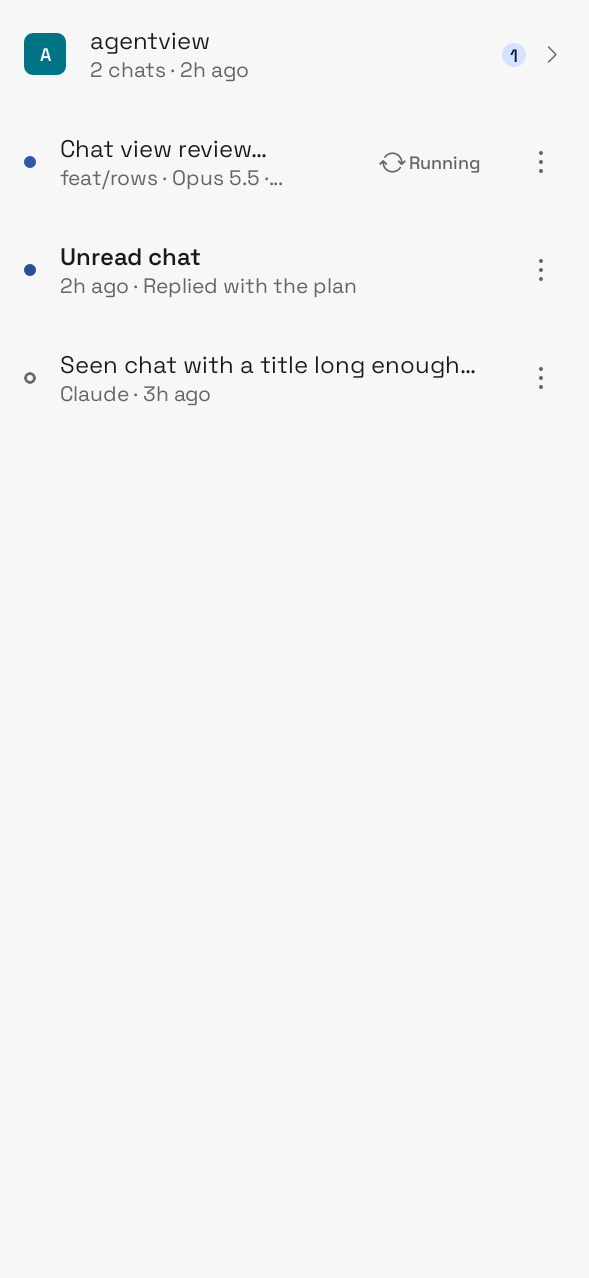 A
agentview
2 chats · 2h ago
1
Chat view review…
feat/rows · Opus 5.5 ·…
Running
Unread chat
2h ago · Replied with the plan
Seen chat with a title long enough…
Claude · 3h ago